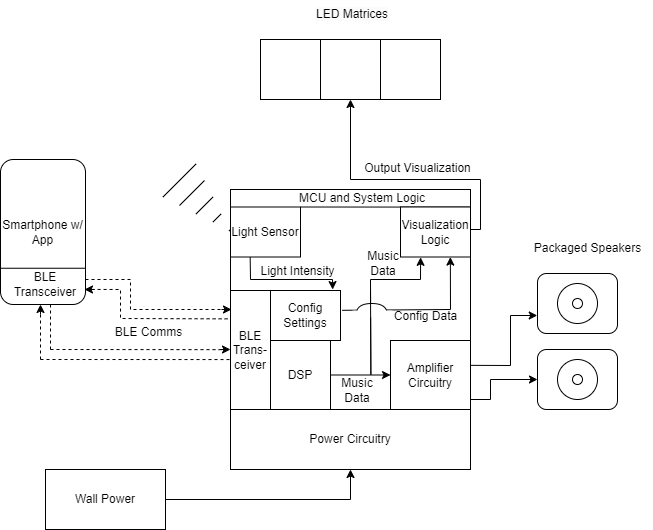 LED Matrices
Output Visualization
MCU and System Logic
Smartphone w/
App
Light Sensor
Visualization
Logic
Packaged Speakers
Music
Data
Light Intensity
BLE
Transceiver
Config
Settings
Config Data
BLE Comms
BLE
Trans-
ceiver
DSP
Music
Data
Amplifier
Circuitry
Power Circuitry
Wall Power